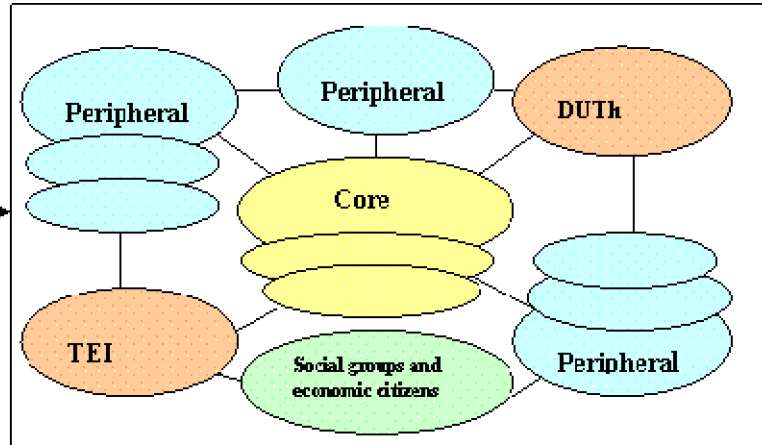 Peripheral
Peripheral
DUTh
Core
TEI
Social groups and
economic citizens
Peripheral